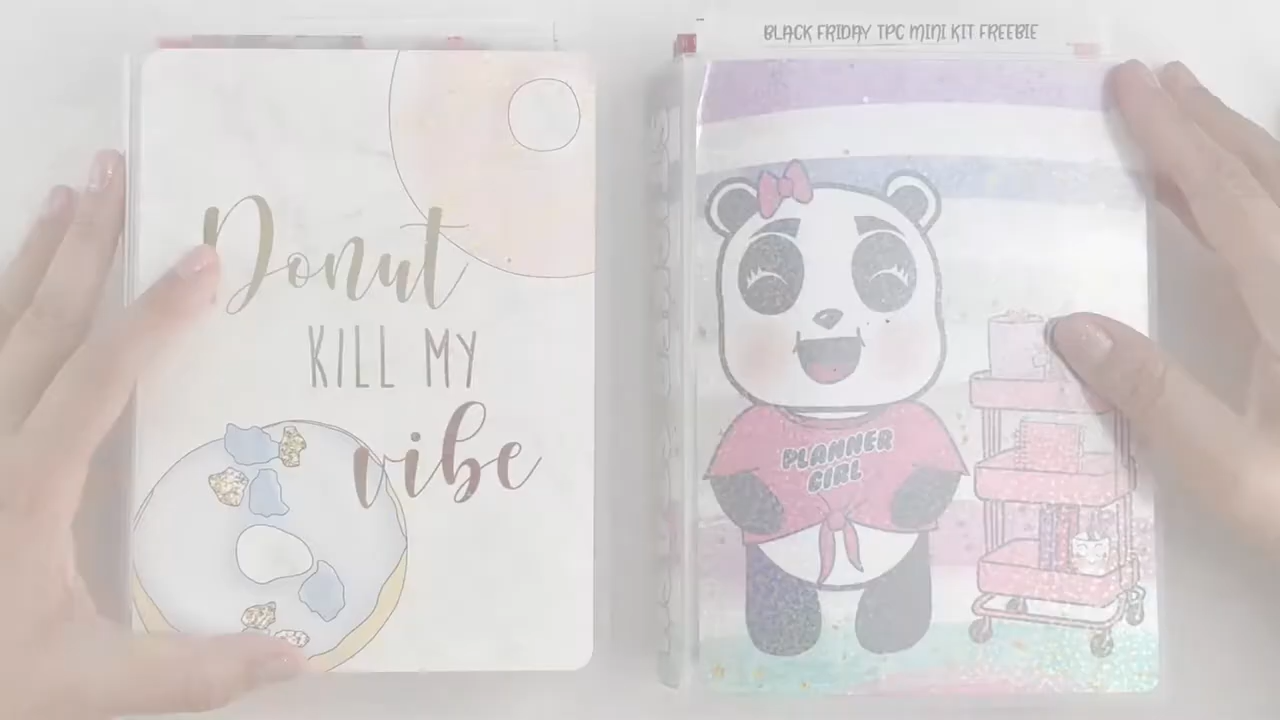 Donut
KILL MY
vibe
BLACK FRIDAY TPC MINI KIT FREEBIE
PLANNER
GIRL